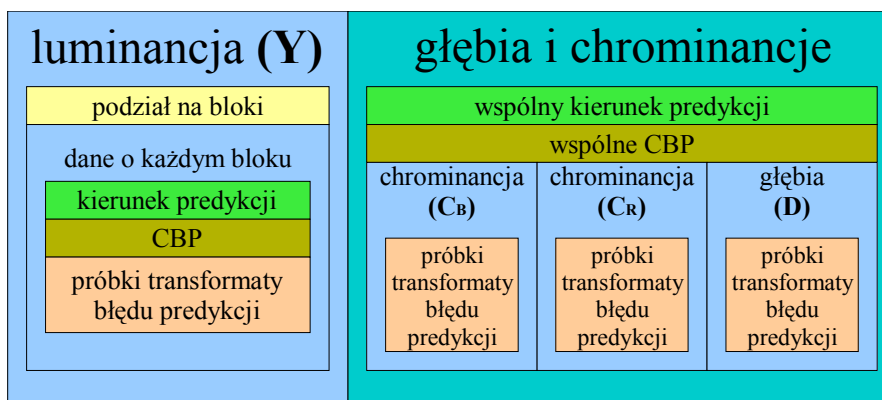 luminancja (Y)
podział na bloki
dane o każdym bloku
kierunek predykcji
CBP
próbki transformaty
błędu predykcji
głębia i chrominancje
wspólny kierunek predykcji
wspólne CBP
chrominancja
(CB)
próbki
transformaty
błędu
predykcji
chrominancja
(CR)
próbki
transformaty
błędu
predykcji
głębia
(D)
próbki
transformaty
błędu
predykcji